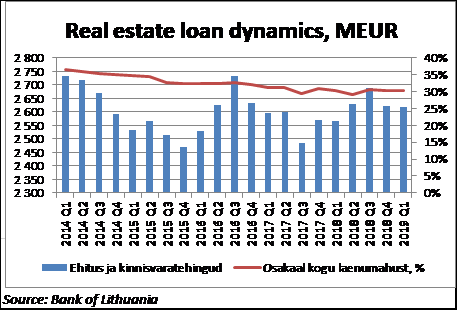 Real estate loan dynamics, MEUR
2 800 40%
2 750 35%
2 700 30%
2 650 25%
2 600 20%
2 550 15%
2 500 10%
2 450 5%
2 400 0%
2 350
2 300
2014 Q1 2014 Q2 2014 Q3 2014 Q4 2015 Q1 2015 Q2 2015 Q3 2015 Q4 2016 Q1 2016 Q2 2016 Q3 2016 Q4 2017 Q1 2017 Q2 2017 Q3 2017 Q4 2018 Q1 2018 Q2 2018 Q3 2018 Q4 2019 Q1
Ehitus ja kinnisvaratehingud Osakaal kogu laenumahust, %
Source: Bank of Lithuania